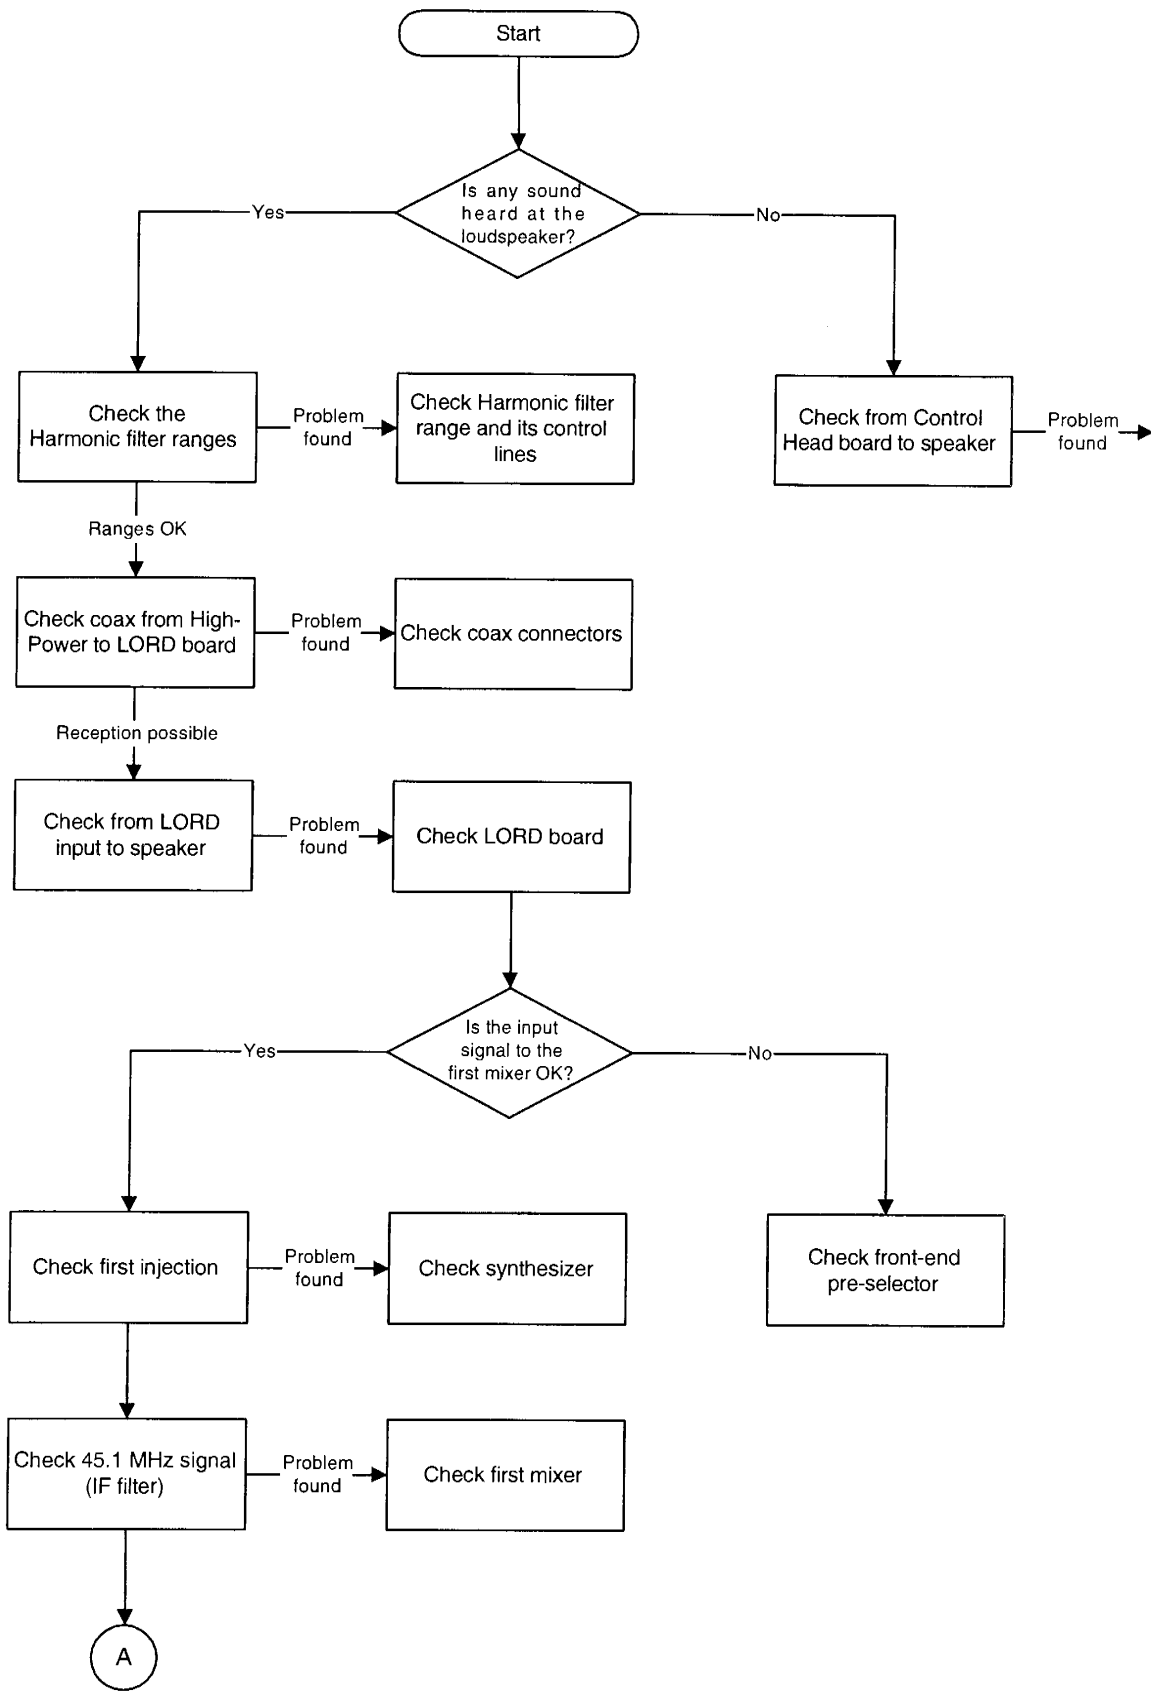 Start
Is any sound
heard at the
loudspeaker?
Yes
No
Check the
Harmonic filter ranges
Problem
found
Check Harmonic filter
range and its control
lines
Check from Control
Head board to speaker
Problem
found
Ranges OK
Check coax from High-
Power to LORD board
Problem
found
Check coax connectors
Reception possible
Check from LORD
input to speaker
Problem
found
Check LORD board
Is the input
signal to the
first mixer OK?
Yes
No
Check first injection
Problem
found
Check synthesizer
Check front-end
pre-selector
Check 45.1 MHz signal
(IF filter)
Problem
found
Check first mixer
A